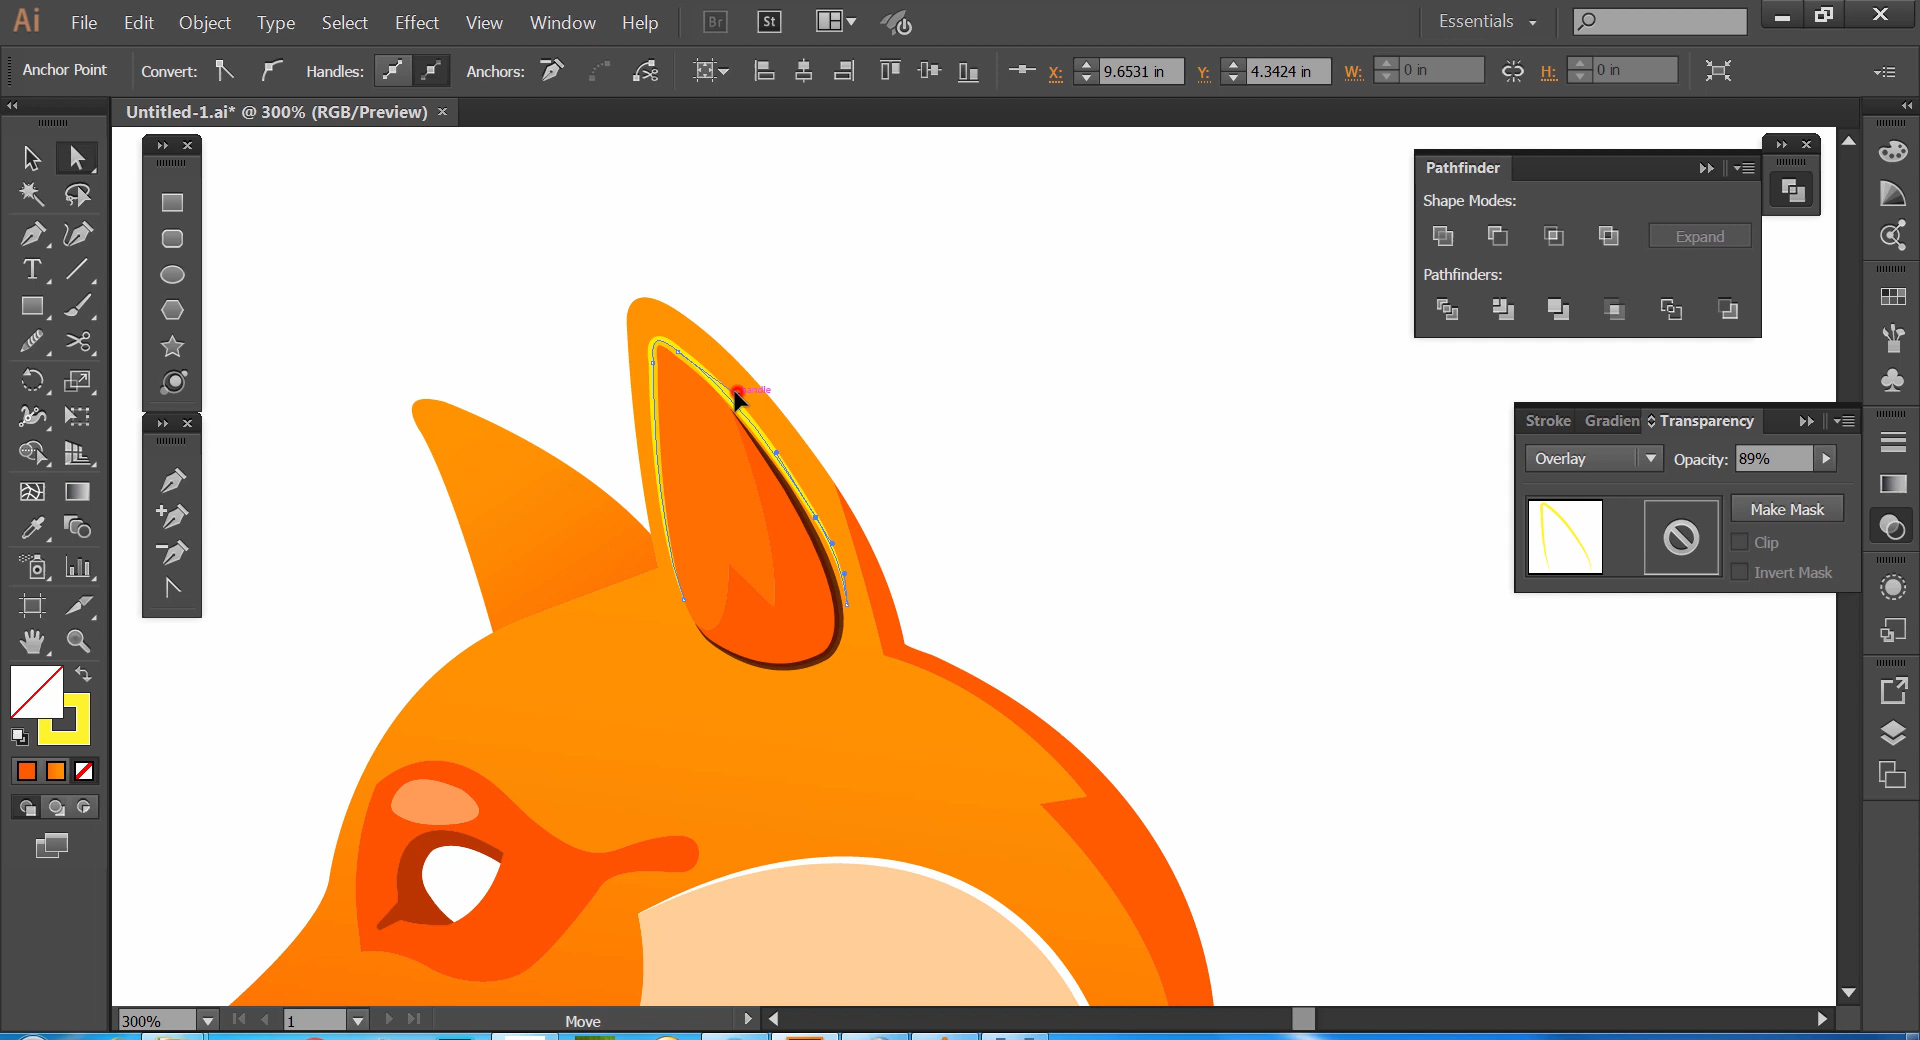 Ai File Edit Object Type Select Effect View Window Help Br St Essentials
Anchor Point Convert: Handles: Anchors: X: 9.6531 in Y: 4.3424 in W: 0 in H: 0 in
Untitled-1.ai* @ 300% (RGB/Preview) ×
Pathfinder
Shape Modes:
Expand
Pathfinders:
handle
Stroke Gradien Transparency
Overlay Opacity: 89%
Make Mask
Clip
Invert Mask
300% 1 Move